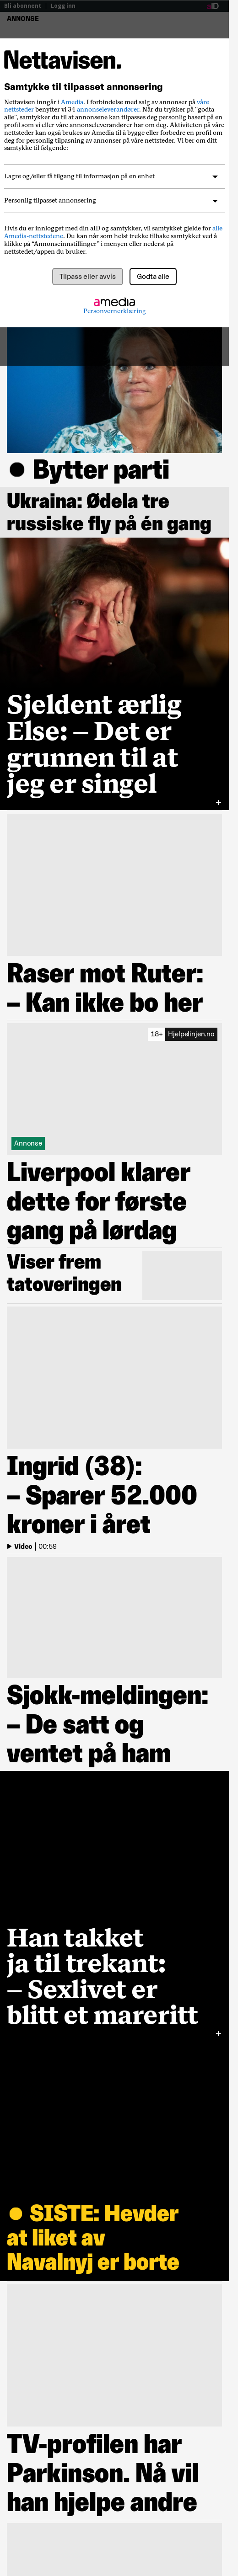 Bli abonnent | Logg inn
aID
ANNONSE
Nettavisen.
Samtykke til tilpasset annonsering
Nettavisen inngår i Amedia. I forbindelse med salg av annonser på våre
nettsteder benytter vi 34 annonseleverandører. Når du trykker på "godta
alle", samtykker du til at annonsene kan tilpasses deg personlig basert på en
profil om deg og dine interesser. Data om din bruk og din enhet på våre
nettsteder kan også brukes av Amedia til å bygge eller forbedre en profil om
deg for personlig tilpasning av annonser på våre nettsteder. Vi ber om ditt
samtykke til følgende:
Lagre og/eller få tilgang til informasjon på en enhet
Personlig tilpasset annonsering
Hvis du er innlogget med din aID og samtykker, vil samtykket gjelde for alle
Amedia-nettstedene. Du kan når som helst trekke tilbake samtykket ved å
klikke på “Annonseinnstillinger” i menyen eller nederst på
nettstedet/appen du bruker.
Tilpass eller avvis
Godta alle
amedia
Personvernerklæring
● Bytter parti
Ukraina: Ødela tre
russiske fly på én gang
Sjeldent ærlig
Else: – Det er
grunnen til at
jeg er singel
+
Raser mot Ruter:
– Kan ikke bo her
18+ Hjelpelinjen.no
Annonse
Liverpool klarer
dette for første
gang på lørdag
Viser frem
tatoveringen
Ingrid (38):
– Sparer 52.000
kroner i året
Video | 00:59
Sjokk-meldingen:
– De satt og
ventet på ham
Han takket
ja til trekant:
– Sexlivet er
blitt et mareritt
+
● SISTE: Hevder
at liket av
Navalnyj er borte
TV-profilen har
Parkinson. Nå vil
han hjelpe andre